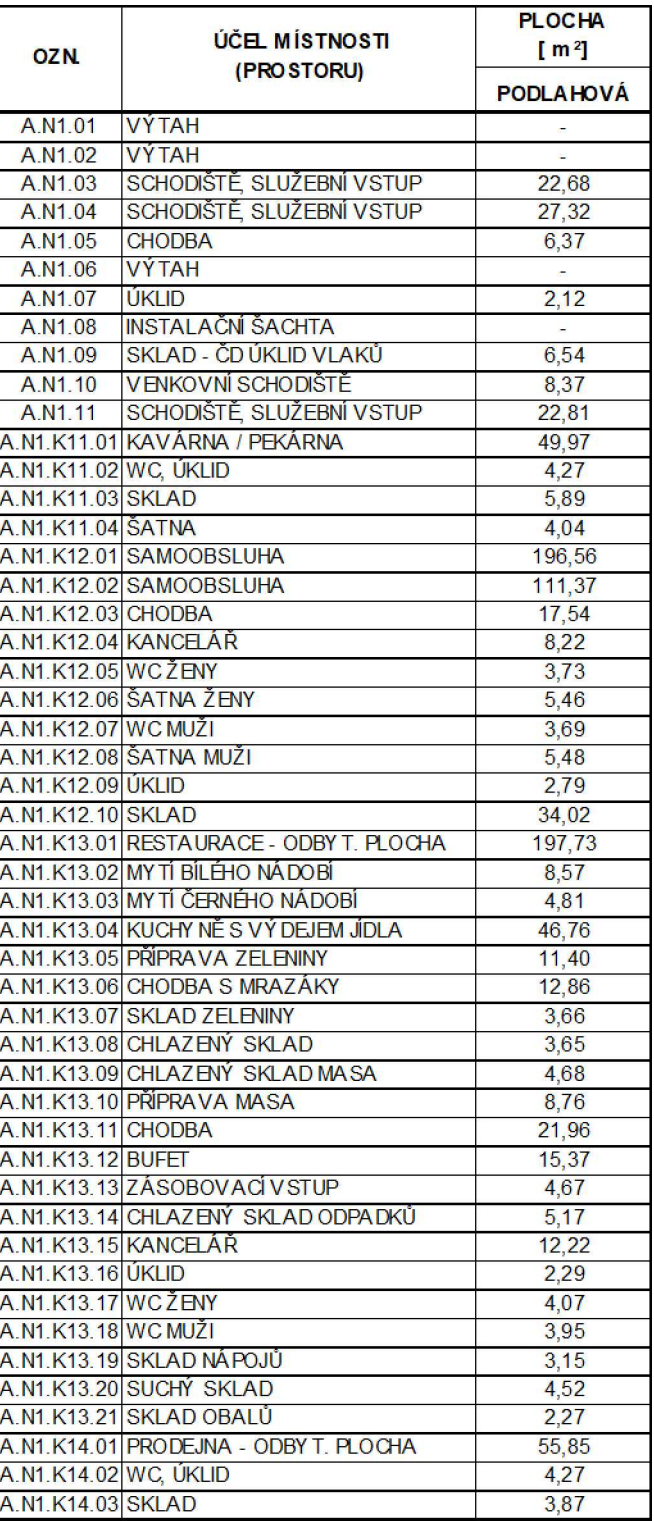 OZN. ÚČEL MÍSTNOSTI (PROSTORU) PLOCHA [ m²] PODLAHOVÁ
A.N1.01 VÝTAH -
A.N1.02 VÝTAH -
A.N1.03 SCHODIŠTĚ, SLUŽEBNÍ VSTUP 22,68
A.N1.04 SCHODIŠTĚ, SLUŽEBNÍ VSTUP 27,32
A.N1.05 CHODBA 6,37
A.N1.06 VÝTAH -
A.N1.07 ÚKLID 2,12
A.N1.08 INSTALAČNÍ ŠACHTA -
A.N1.09 SKLAD - ČD ÚKLID VLAKŮ 6,54
A.N1.10 VENKOVNÍ SCHODIŠTĚ 8,37
A.N1.11 SCHODIŠTĚ, SLUŽEBNÍ VSTUP 22,81
A.N1.K11.01 KAVÁRNA / PEKÁRNA 49,97
A.N1.K11.02 WC, ÚKLID 4,27
A.N1.K11.03 SKLAD 5,89
A.N1.K11.04 ŠATNA 4,04
A.N1.K12.01 SAMOOBSLUHA 196,56
A.N1.K12.02 SAMOOBSLUHA 111,37
A.N1.K12.03 CHODBA 17,54
A.N1.K12.04 KANCELÁŘ 8,22
A.N1.K12.05 WC ŽENY 3,73
A.N1.K12.06 ŠATNA ŽENY 5,46
A.N1.K12.07 WC MUŽI 3,69
A.N1.K12.08 ŠATNA MUŽI 5,48
A.N1.K12.09 ÚKLID 2,79
A.N1.K12.10 SKLAD 34,02
A.N1.K13.01 RESTAURACE - ODBYT. PLOCHA 197,73
A.N1.K13.02 MYTÍ BÍLÉHO NÁDOBÍ 8,57
A.N1.K13.03 MYTÍ ČERNÉHO NÁDOBÍ 4,81
A.N1.K13.04 KUCHYNĚ S VÝDEJEM JÍDLA 46,76
A.N1.K13.05 PŘÍPRAVA ZELENINY 11,40
A.N1.K13.06 CHODBA S MRAZÁKY 12,86
A.N1.K13.07 SKLAD ZELENINY 3,66
A.N1.K13.08 CHLAZENÝ SKLAD 3,65
A.N1.K13.09 CHLAZENÝ SKLAD MASA 4,68
A.N1.K13.10 PŘÍPRAVA MASA 8,76
A.N1.K13.11 CHODBA 21,96
A.N1.K13.12 BUFET 15,37
A.N1.K13.13 ZÁSOBOVACÍ VSTUP 4,67
A.N1.K13.14 CHLAZENÝ SKLAD ODPADKŮ 5,17
A.N1.K13.15 KANCELÁŘ 12,22
A.N1.K13.16 ÚKLID 2,29
A.N1.K13.17 WC ŽENY 4,07
A.N1.K13.18 WC MUŽI 3,95
A.N1.K13.19 SKLAD NÁPOJŮ 3,15
A.N1.K13.20 SUCHÝ SKLAD 4,52
A.N1.K13.21 SKLAD OBALŮ 2,27
A.N1.K14.01 PRODEJNA - ODBYT. PLOCHA 55,85
A.N1.K14.02 WC, ÚKLID 4,27
A.N1.K14.03 SKLAD 3,87